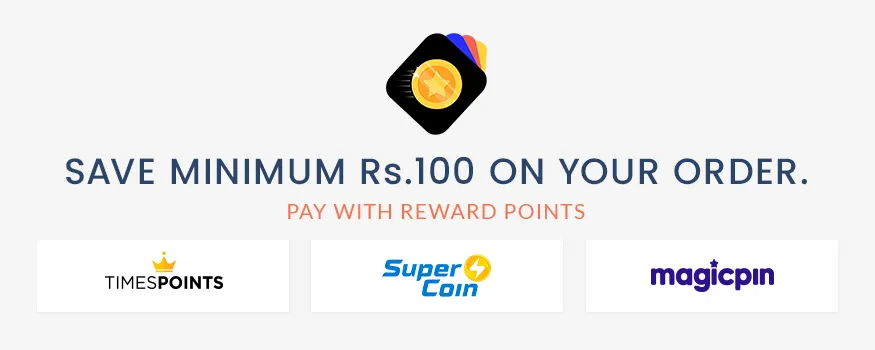 SAVE MINIMUM Rs.100 ON YOUR ORDER.
PAY WITH REWARD POINTS
TIMESPOINTS
Super
Coin
magicpin